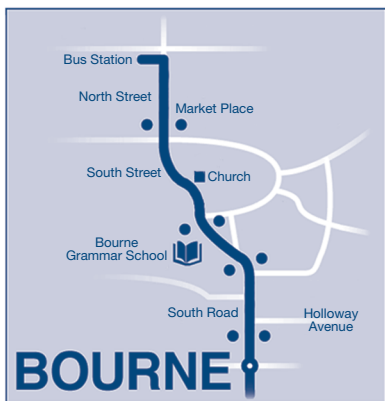 Bus Station
North Street
Market Place
South Street
Church
Bourne
Grammar School
South Road
Holloway
Avenue
BOURNE